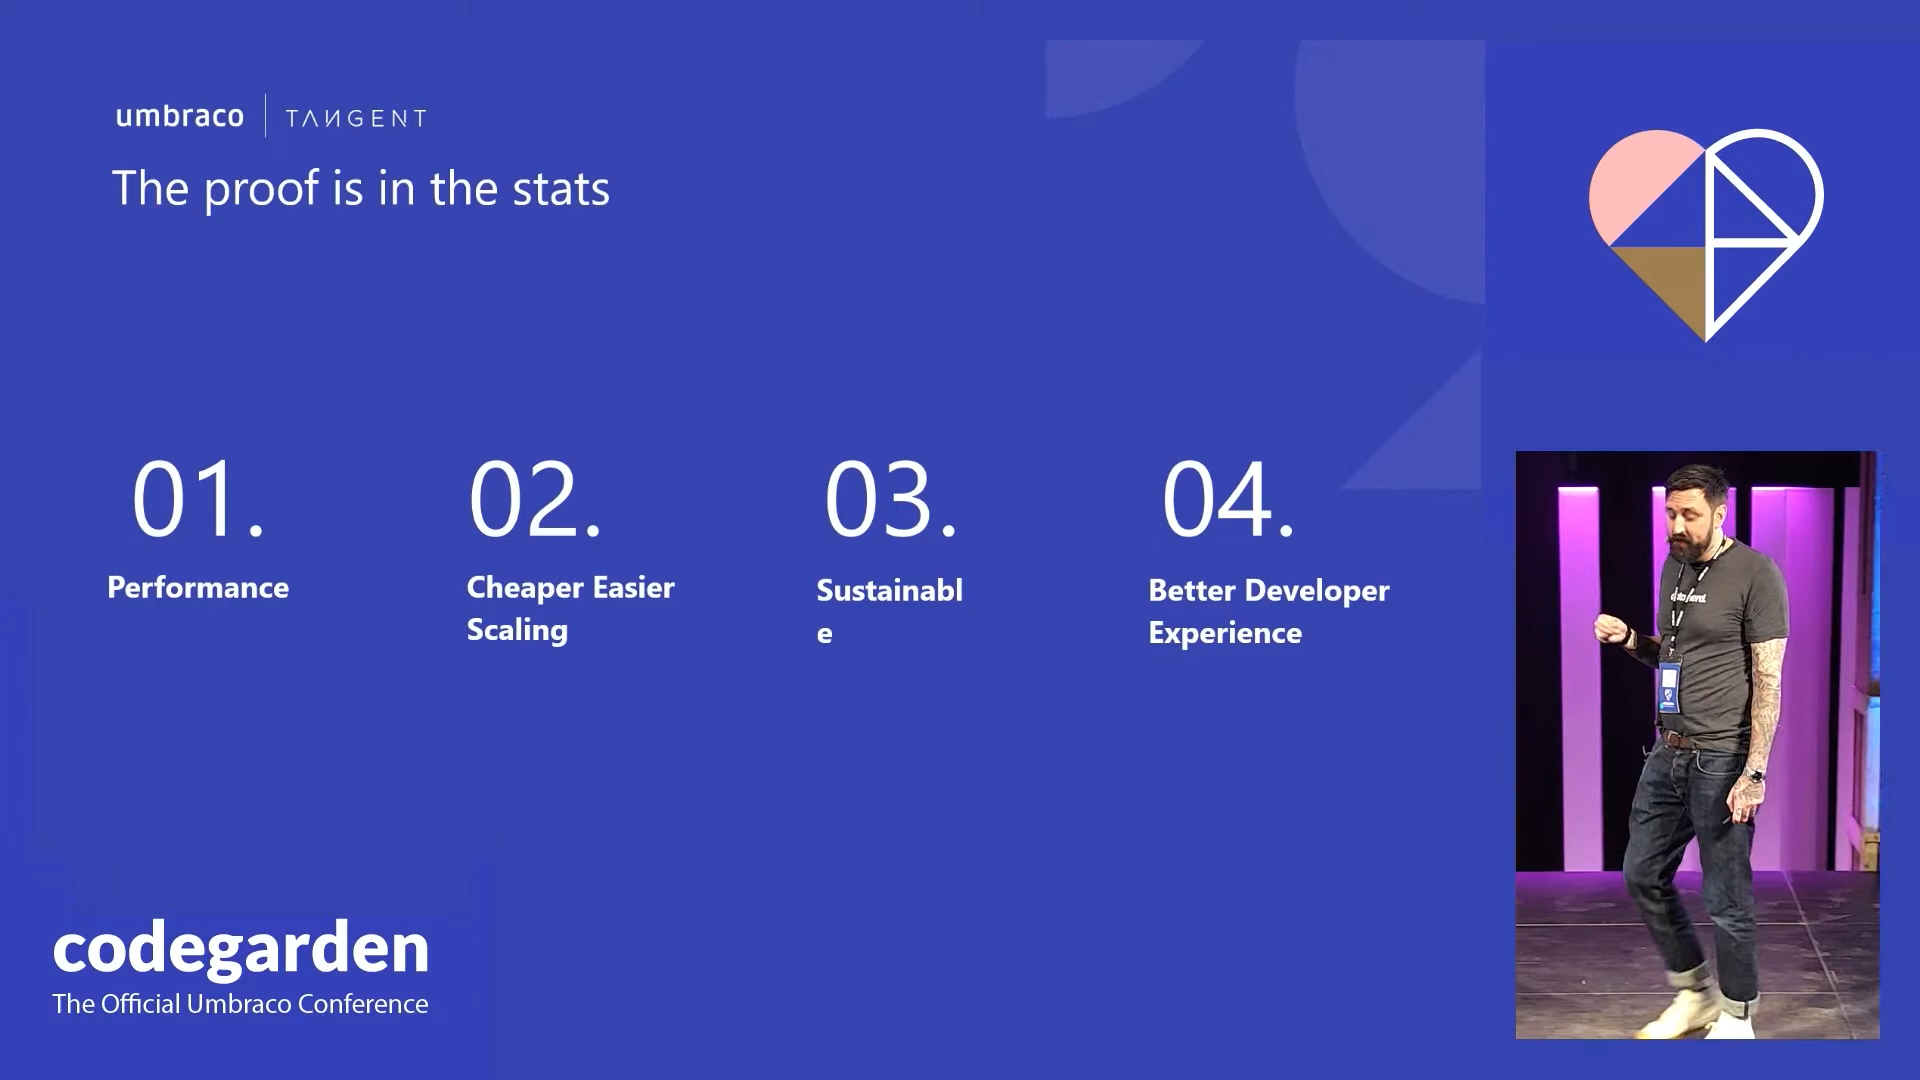 umbraco | TANGENT
The proof is in the stats
01.
Performance
02.
Cheaper Easier
Scaling
03.
Sustainabl
e
04.
Better Developer
Experience
codegarden
The Official Umbraco Conference